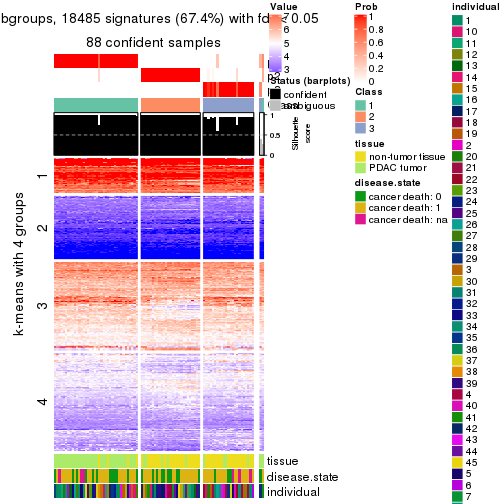 bgroups, 18485 signatures (67.4%) with fd 0.05
88 confident samples
k-means with 4 groups
1
2
3
4
1
0.5
0
Silhouette
score
tissue
disease.state
individual
Value
6
5
4
3
Status (barplots)
confident
ambiguous
Prob
1
0.8
0.6
0.4
0.2
0
Class
1
2
3
tissue
non-tumor tissue
PDAC tumor
disease.state
cancer death: 0
cancer death: 1
cancer death: na
individual
1
10
11
12
13
14
15
16
17
18
19
2
20
21
22
23
24
25
26
27
28
29
3
30
31
32
33
34
35
36
37
38
39
4
40
41
42
43
44
45
5
6
7